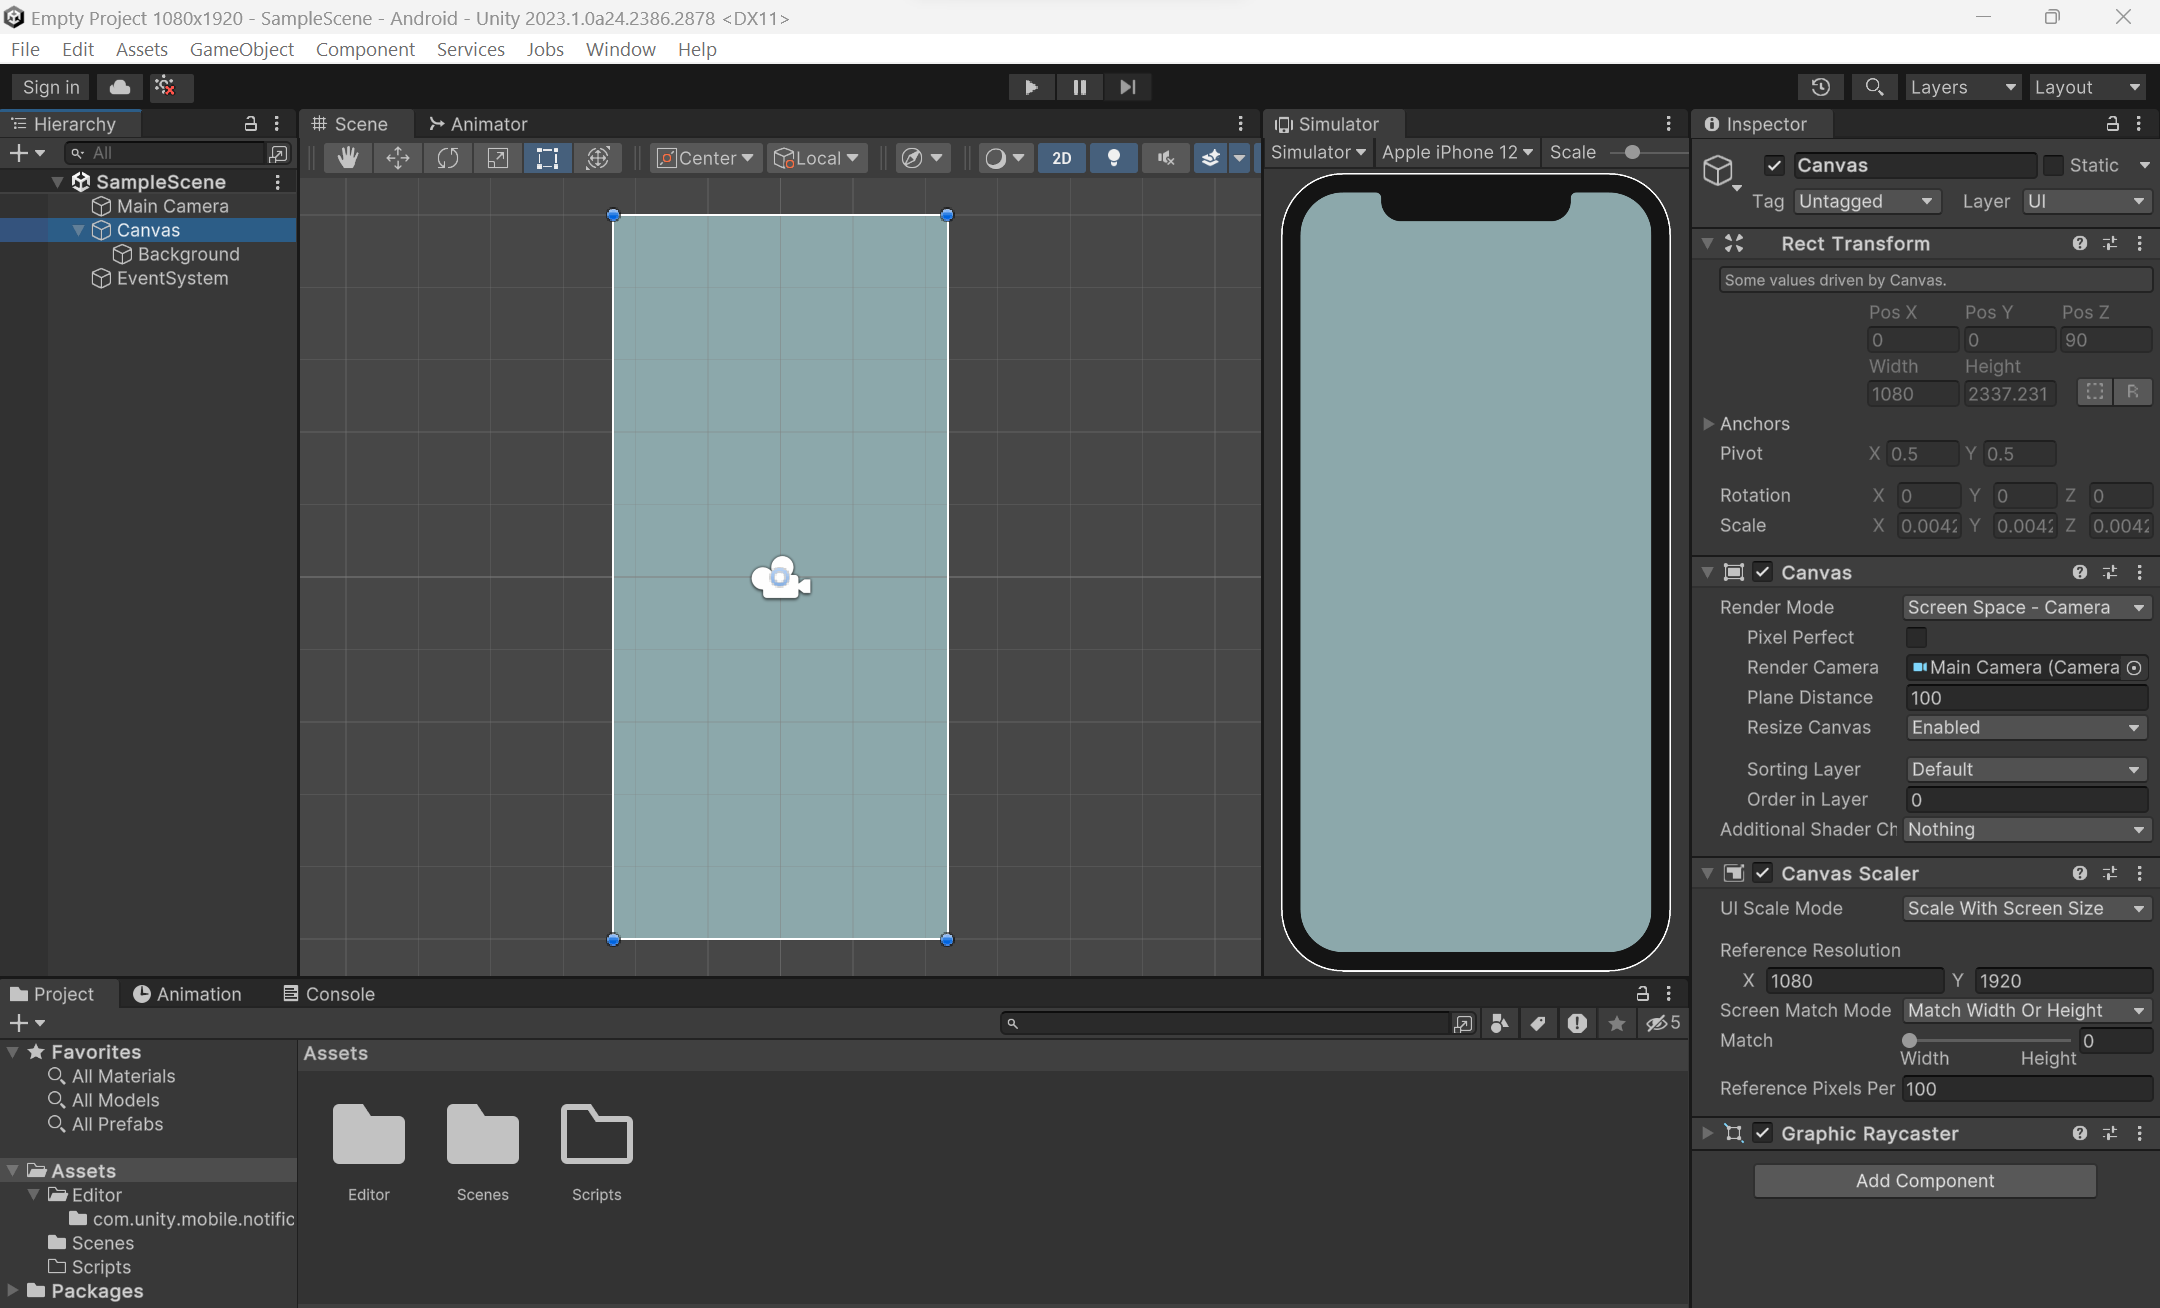 Empty Project 1080x1920 - SampleScene - Android - Unity 2023.1.0a24.2386.2878 <DX11>
File Edit Assets GameObject Component Services Jobs Window Help
Sign in
Layers
Layout
Hierarchy
All
SampleScene
Main Camera
Canvas
Background
EventSystem
Scene
Animator
Center
Local
2D
Simulator
Simulator
Apple iPhone 12
Scale
Inspector
Canvas
Static
Tag Untagged Layer UI
Rect Transform
Some values driven by Canvas.
Pos X Pos Y Pos Z
0 0 90
Width Height
1080 2337.231
R
Anchors
Pivot X 0.5 Y 0.5
Rotation X 0 Y 0 Z 0
Scale X 0.004 Y 0.004 Z 0.004
Canvas
Render Mode Screen Space - Camera
Pixel Perfect
Render Camera Main Camera (Camera
Plane Distance 100
Resize Canvas Enabled
Sorting Layer Default
Order in Layer 0
Additional Shader Ch Nothing
Canvas Scaler
UI Scale Mode Scale With Screen Size
Reference Resolution
X 1080 Y 1920
Screen Match Mode Match Width Or Height
Match 0
Width Height
Reference Pixels Per 100
Graphic Raycaster
Add Component
Project
Animation
Console
5
Favorites
All Materials
All Models
All Prefabs
Assets
Editor
com.unity.mobile.notific
Scenes
Scripts
Packages
Assets
Editor
Scenes
Scripts